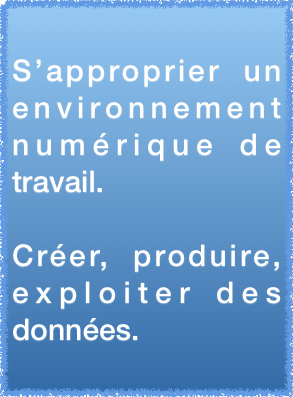 S’approprier un
environnement
numérique de
travail.
Créer, produire,
exploiter des
données.